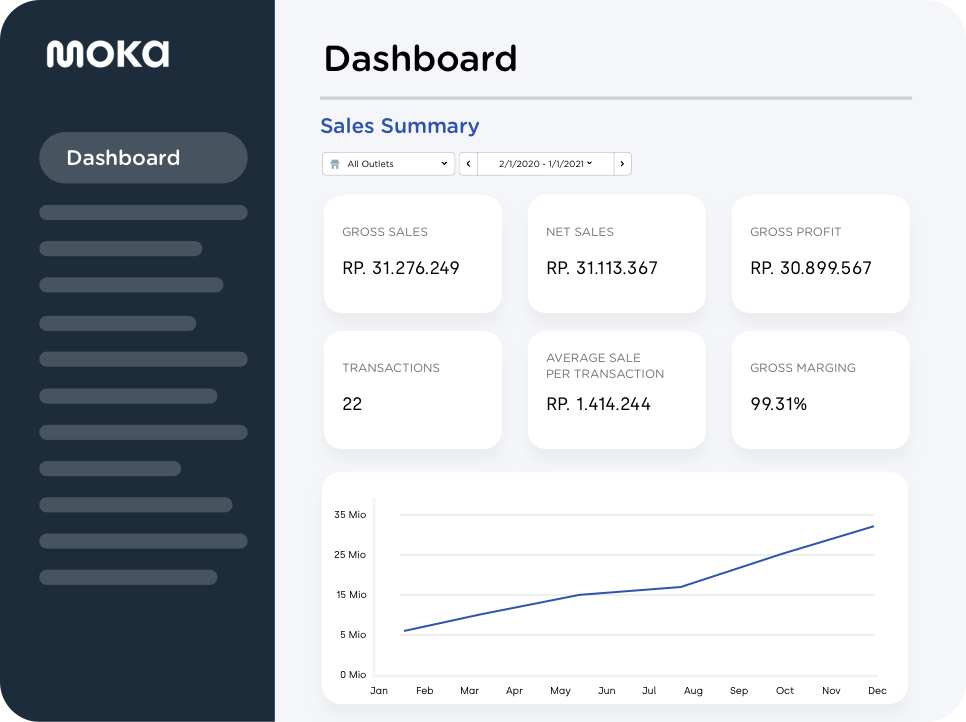 MOKA
Dashboard
Dashboard
Sales Summary
All Outlets
2/1/2020 - 1/1/2021
GROSS SALES
RP. 31.276.249
NET SALES
RP. 31.113.367
GROSS PROFIT
RP. 30.899.567
TRANSACTIONS
22
AVERAGE SALE
PER TRANSACTION
RP. 1.414.244
GROSS MARGING
99.31%
35 Mio
25 Mio
15 Mio
5 Mio
0 Mio
Jan Feb Mar Apr May Jun Jul Aug Sep Oct Nov Dec